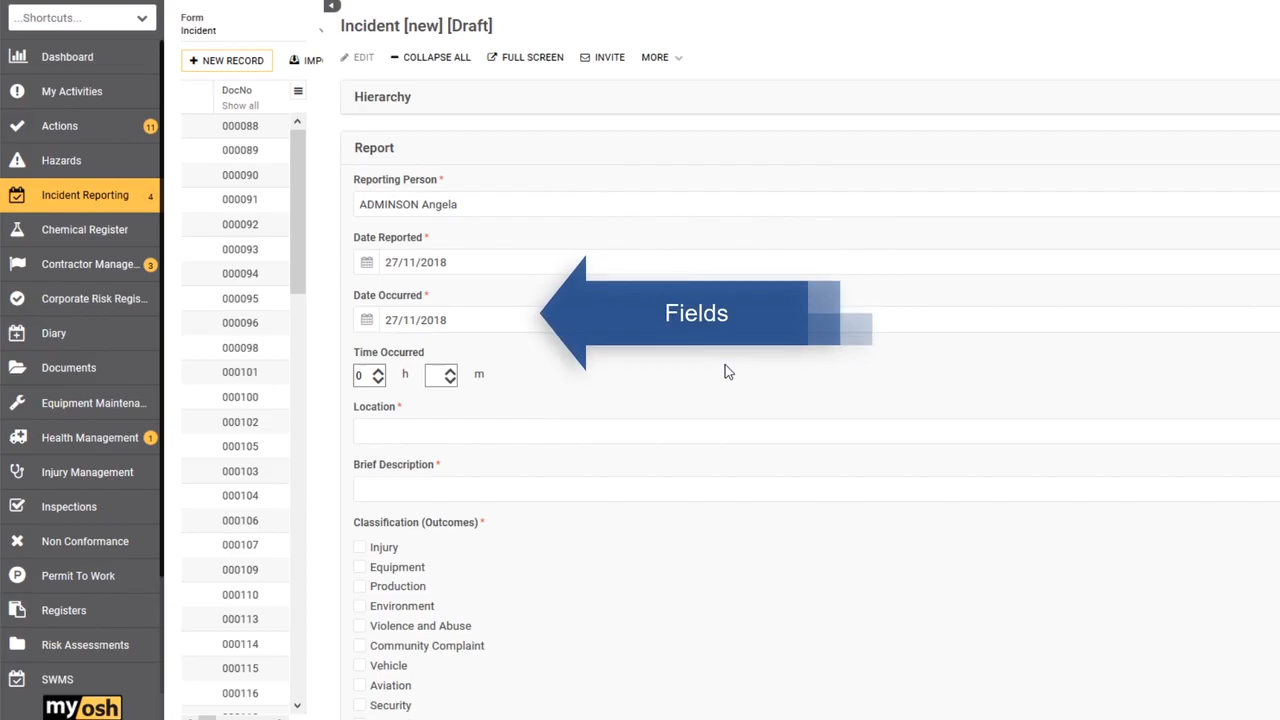 ...Shortcuts...
Dashboard
My Activities
Actions 11
Hazards
Incident Reporting 4
Chemical Register
Contractor Manage... 3
Corporate Risk Regis...
Diary
Documents
Equipment Maintena...
Health Management 1
Injury Management
Inspections
Non Conformance
Permit To Work
Registers
Risk Assessments
SWMS
myosh
Form
Incident
+ NEW RECORD
DocNo
Show all
000088
000089
000090
000091
000092
000093
000094
000095
000096
000098
000101
000100
000102
000105
000103
000104
000106
000107
000109
000110
000113
000114
000115
000116
Incident [new] [Draft]
EDIT COLLAPSE ALL FULL SCREEN INVITE MORE
Hierarchy
Report
Reporting Person *
ADMINSON Angela
Date Reported *
27/11/2018
Date Occurred *
27/11/2018
Fields
Time Occurred
0 h m
Location *
Brief Description *
Classification (Outcomes) *
Injury
Equipment
Production
Environment
Violence and Abuse
Community Complaint
Vehicle
Aviation
Security